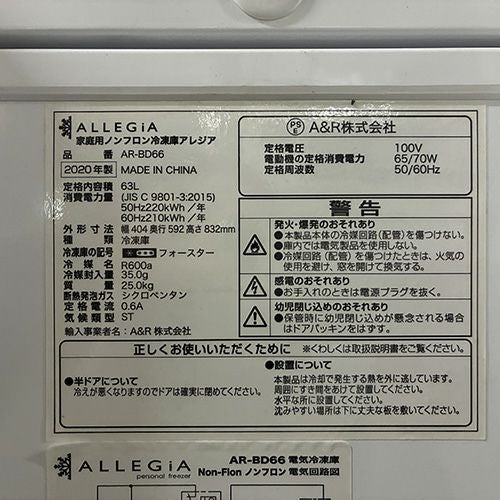 ALLEGiA
家庭用ノンフロン冷凍庫アレジア
品番 AR-BD66
2020年製 MADE IN CHINA
定格内容積 63L
消費電力量 (JIS C 9801-3:2015)
50Hz220kWh/年
60Hz210kWh/年
外形寸法 幅404 奥行592 高さ832mm
種類 冷凍庫
冷凍庫の記号 フォースター
冷媒 R600a
冷媒封入量 35.0g
質量 25.0kg
断熱発泡ガス シクロペンタン
定格電流 0.6A
気候類型 ST
輸入事業者名:A&R 株式会社
PS
E
A&R株式会社
定格電圧 100V
電動機の定格消費電力 65/70W
定格周波数 50/60Hz
警告
発火・爆発のおそれあり
●本製品本体の冷媒回路(配管)を傷つけない。
●庫内では電気製品を使用しない。
●冷媒回路(配管)を傷つけたときは、火気の
使用を避け、窓を開けて換気する。
感電のおそれあり
●お手入れのときは電源プラグを抜く。
幼児閉じ込めのおそれあり
●保管時に幼児閉じ込めが懸念される場合
はドアパッキンをはずす。
正しくお使いいただくために ※くわしくは取扱説明書をご覧ください。
●半ドアについて
冷えが悪くなりますのでドアは確実に閉めてください。
●設置について
本製品は冷却で発生する熱を外に逃しています。
周囲にすき間をあけて設置してください。
水平な所に設置してください。
沈みやすい場所は下に丈夫な板を敷いてください。
ALLEGiA
personal freezer
AR-BD66 電気冷凍庫
Non-Flon ノンフロン 電気回路図